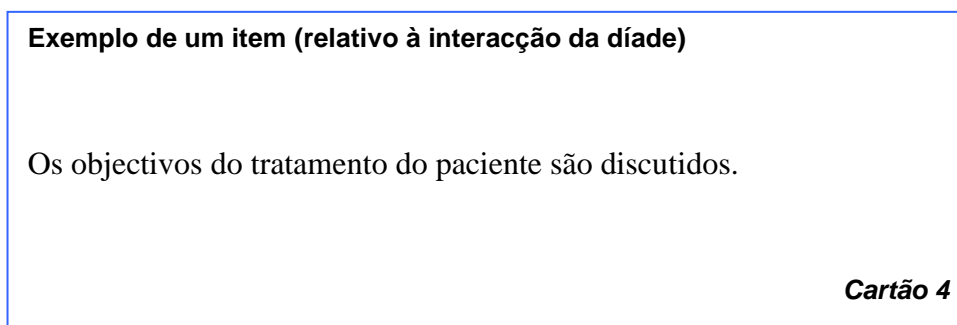 Exemplo de um item (relativo à interacção da díade)
Os objectivos do tratamento do paciente são discutidos.
Cartão 4